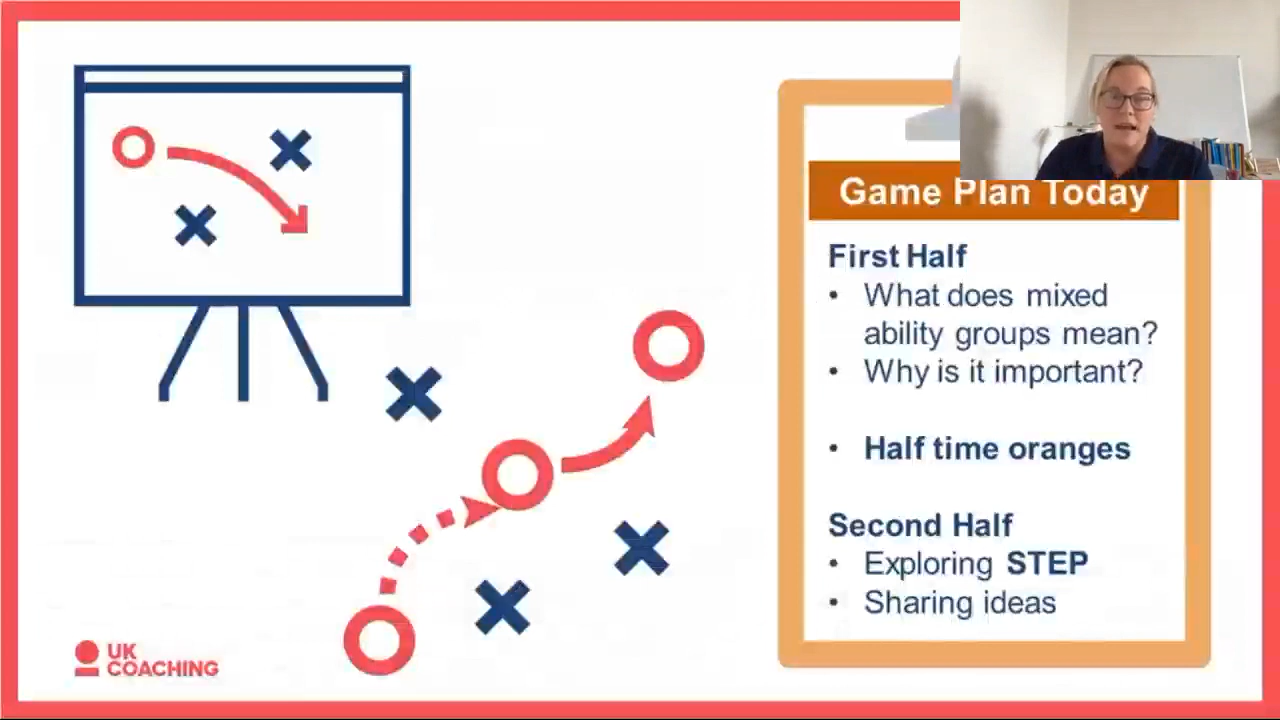 Game Plan Today
First Half
• What does mixed
ability groups mean?
• Why is it important?
• Half time oranges
Second Half
• Exploring STEP
• Sharing ideas
UK
COACHING